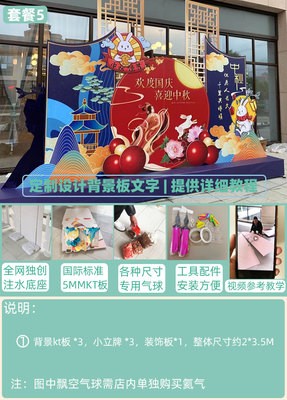 套餐5
欢度国庆
喜迎中秋
中秋
定制设计背景板文字 | 提供详细教程
全网独创
注水底座
国际标准
5MMKT板
各种尺寸
专用气球
工具配件
安装方便
视频参考教学
说明:
① 背景kt板 *3, 小立牌 *3, 装饰板*1, 整体尺寸约2*3.5M
注: 图中飘空气球需店内单独购买氦气